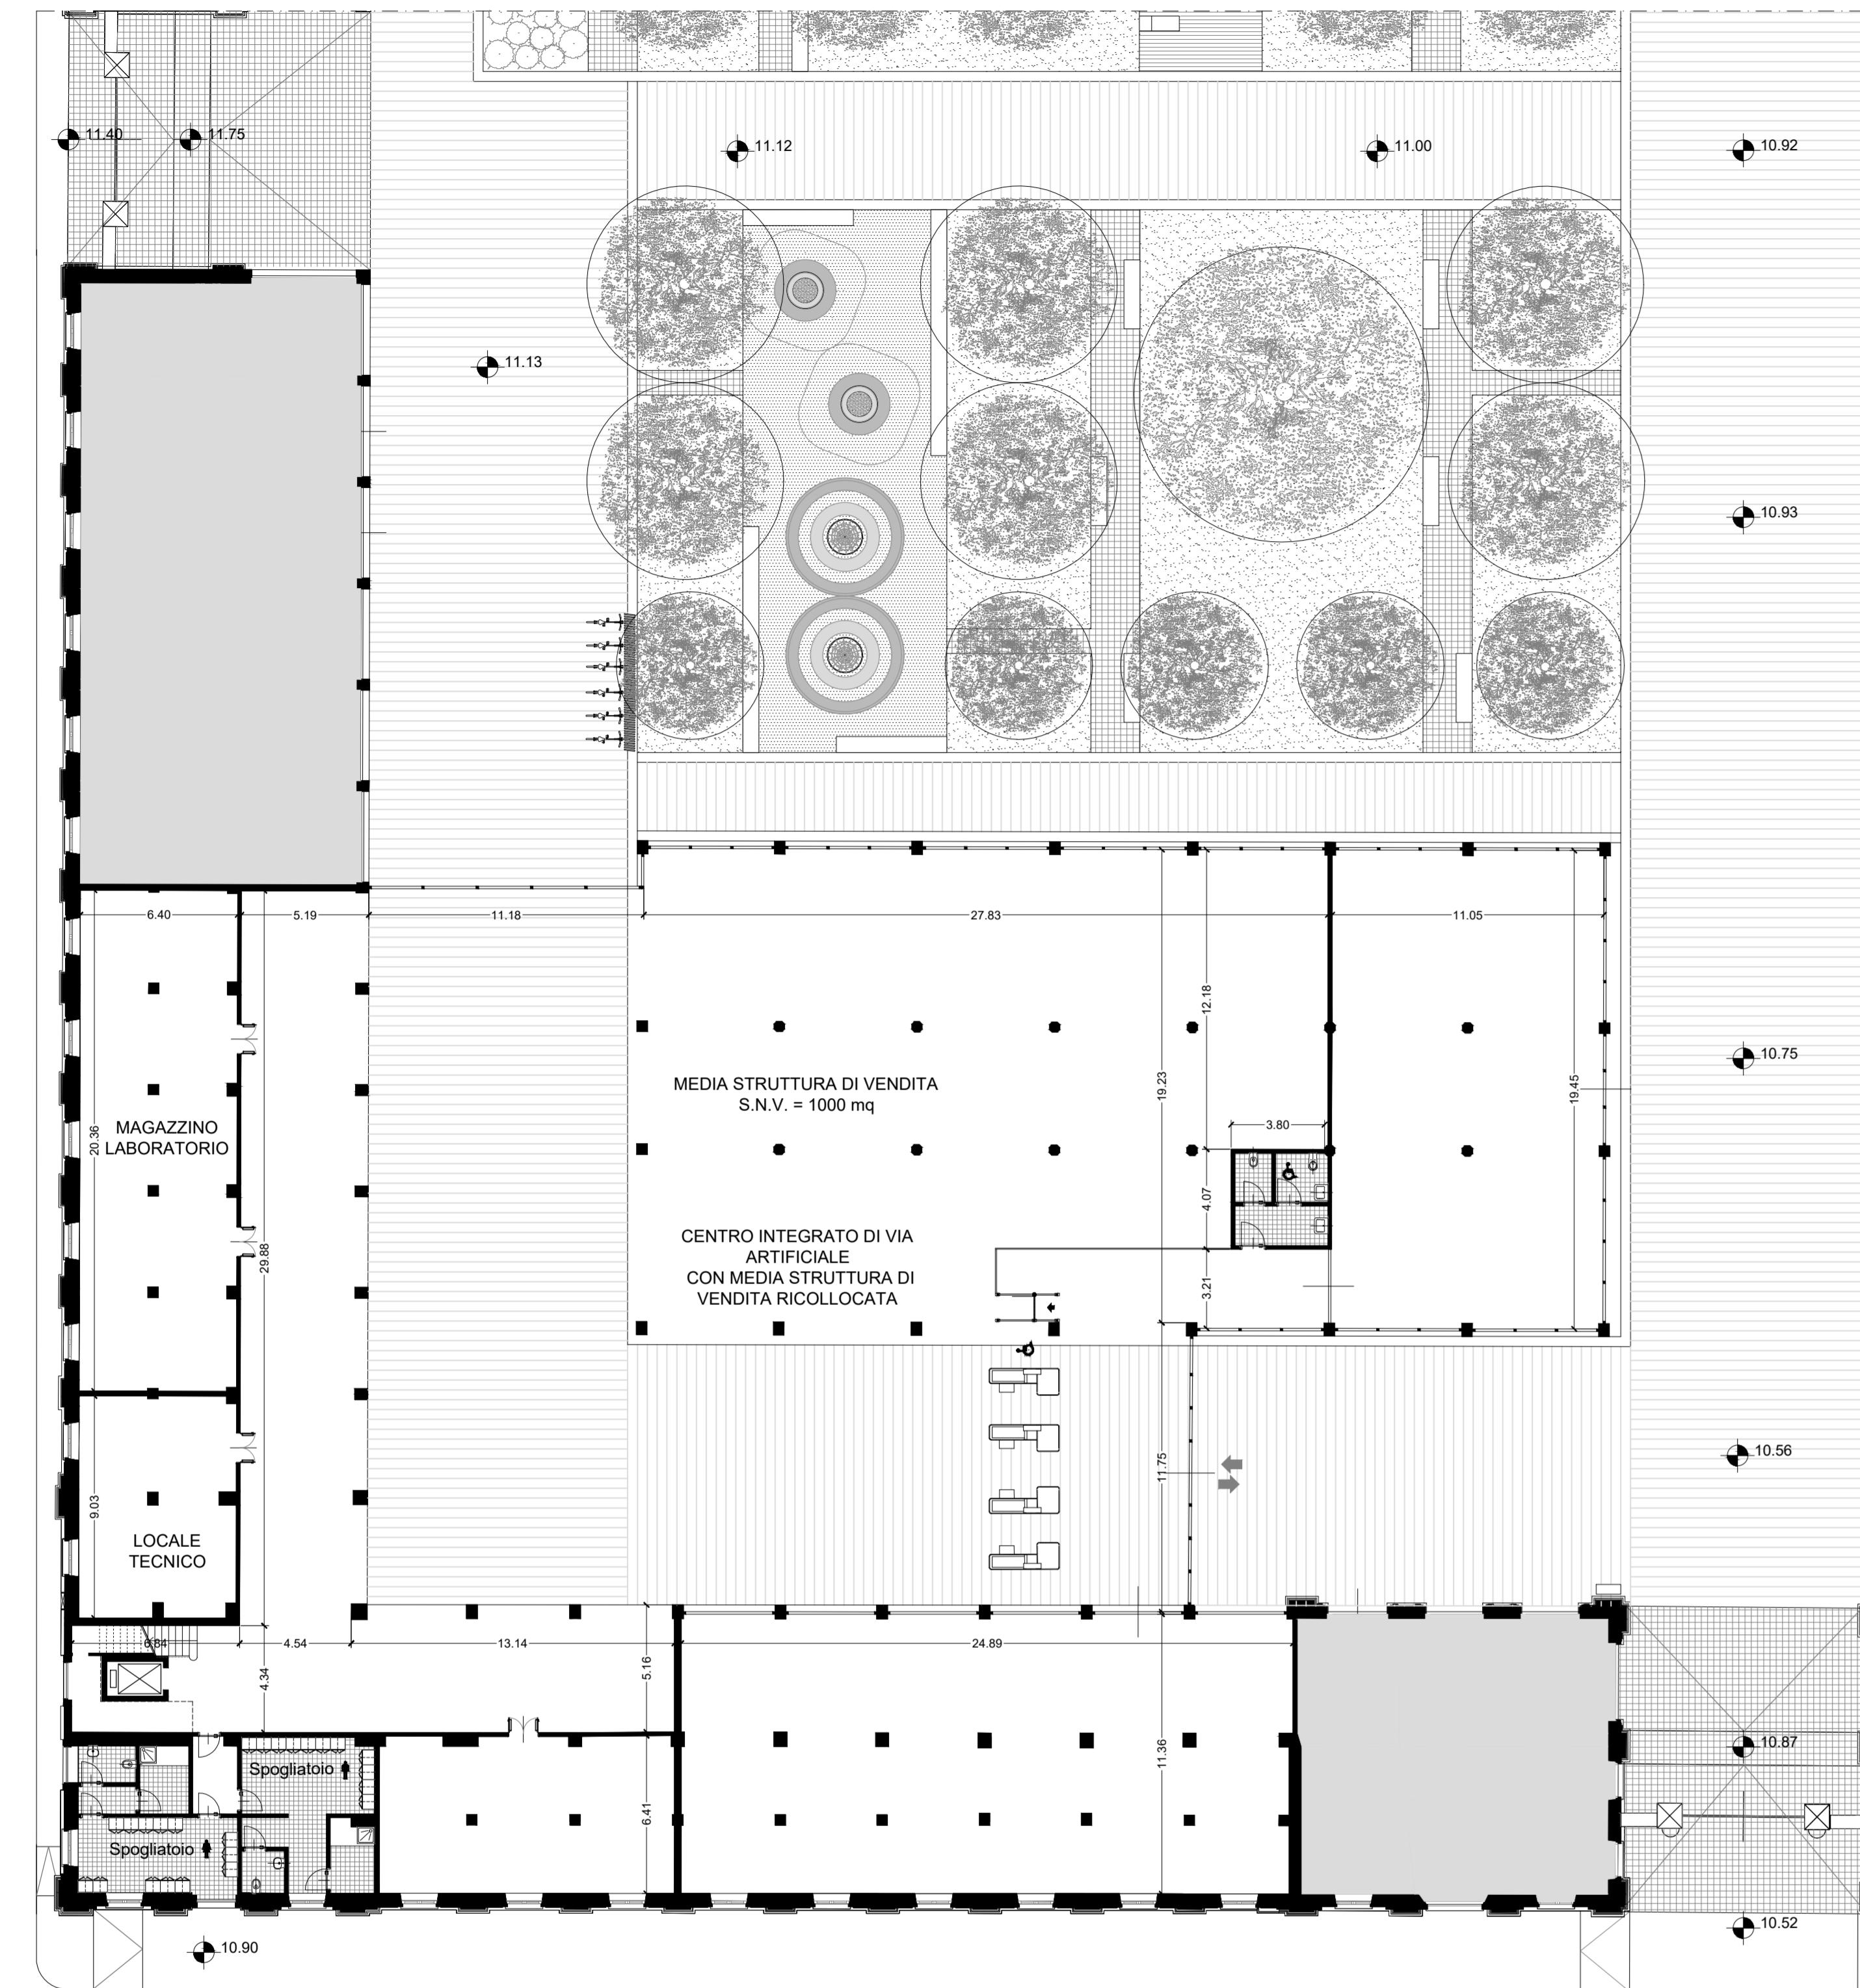 11.40
11.75
11.12
11.00
10.92
11.13
10.93
6.40
5.19
11.18
27.83
11.05
12.18
19.23
19.45
10.75
MEDIA STRUTTURA DI VENDITA
S.N.V. = 1000 mq
3.80
MAGAZZINO
LABORATORIO
20.36
4.07
29.88
CENTRO INTEGRATO DI VIA
ARTIFICIALE
CON MEDIA STRUTTURA DI
VENDITA RICOLLOCATA
3.21
10.56
11.75
9.03
LOCALE
TECNICO
6.84
4.54
13.14
24.89
4.34
5.16
10.87
11.36
Spogliatoio
6.41
Spogliatoio
10.52
10.90